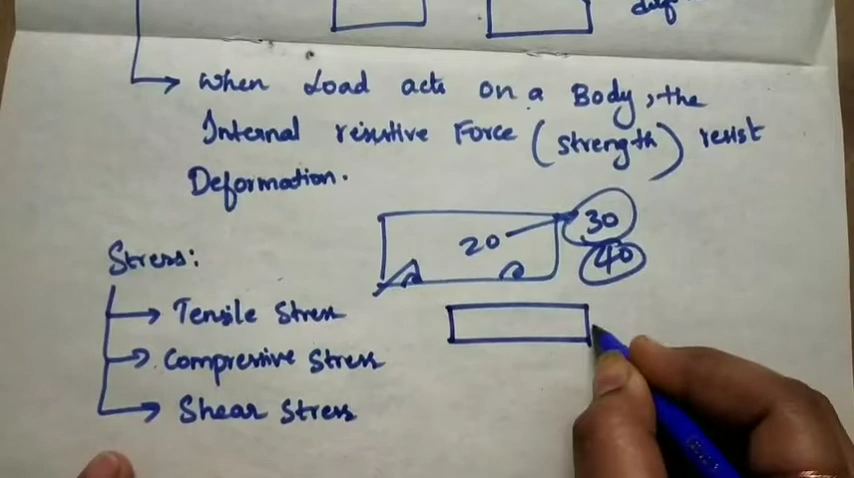 When Load acts on a Body, the
Internal resistive Force (strength) resist
Deformation.
20 30
40
Stress:
Tensile Stress
Compressive Stress
Shear Stress